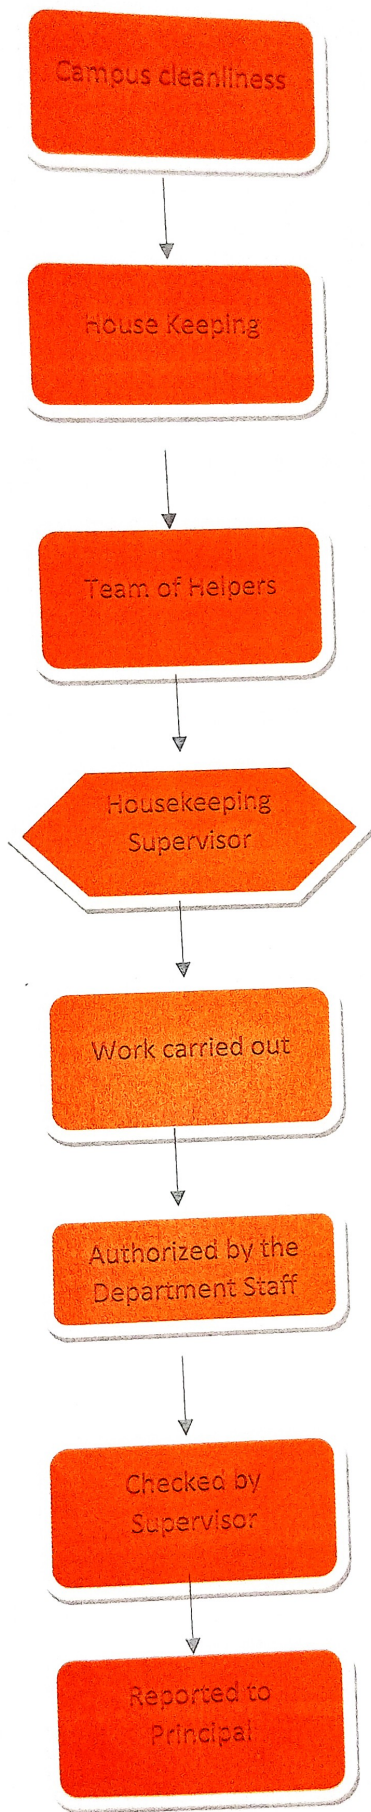 Campus cleanliness
House Keeping
Team of Helpers
Housekeeping
Supervisor
Work carried out
Authorized by the
Department Staff
Checked by
Supervisor
Reported to
Principal